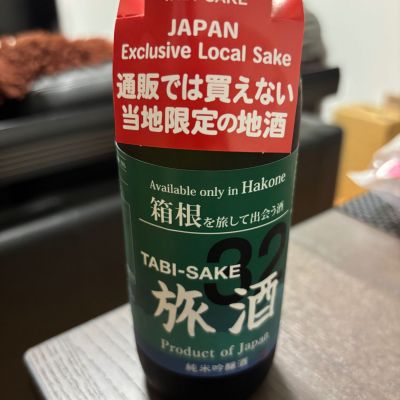 TABI-SAKE
JAPAN
Exclusive Local Sake
通販では買えない
当地限定の地酒
Available only in Hakone
箱根を旅して出会う酒
32
TABI-SAKE
旅酒
Product of Japan
純米吟醸酒